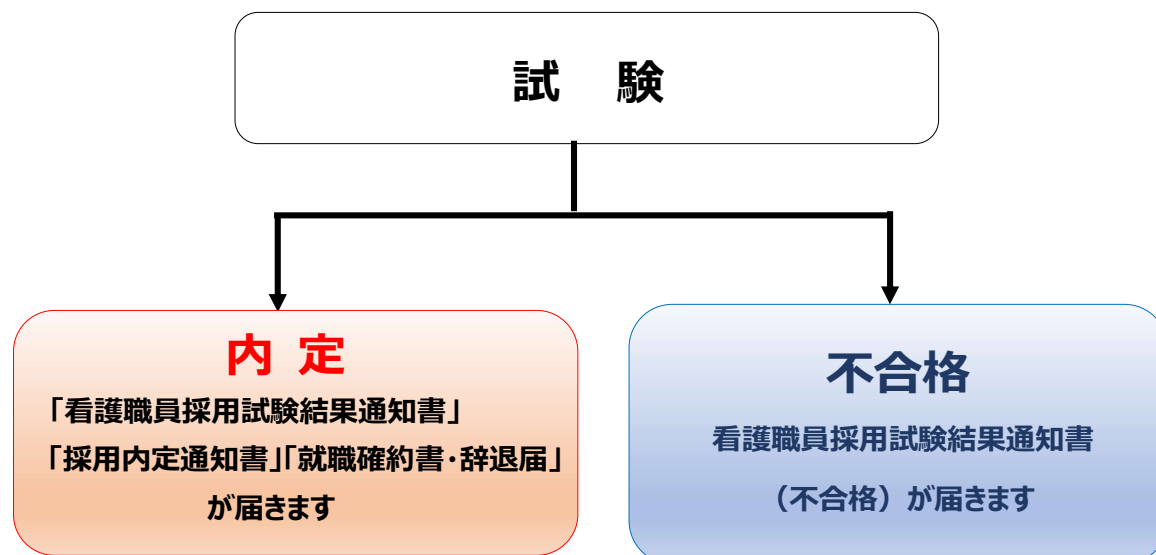 試　験
内 定
「看護職員採用試験結果通知書」
「採用内定通知書」「就職確約書・辞退届」
が届きます
不合格
看護職員採用試験結果通知書
（不合格）が届きます